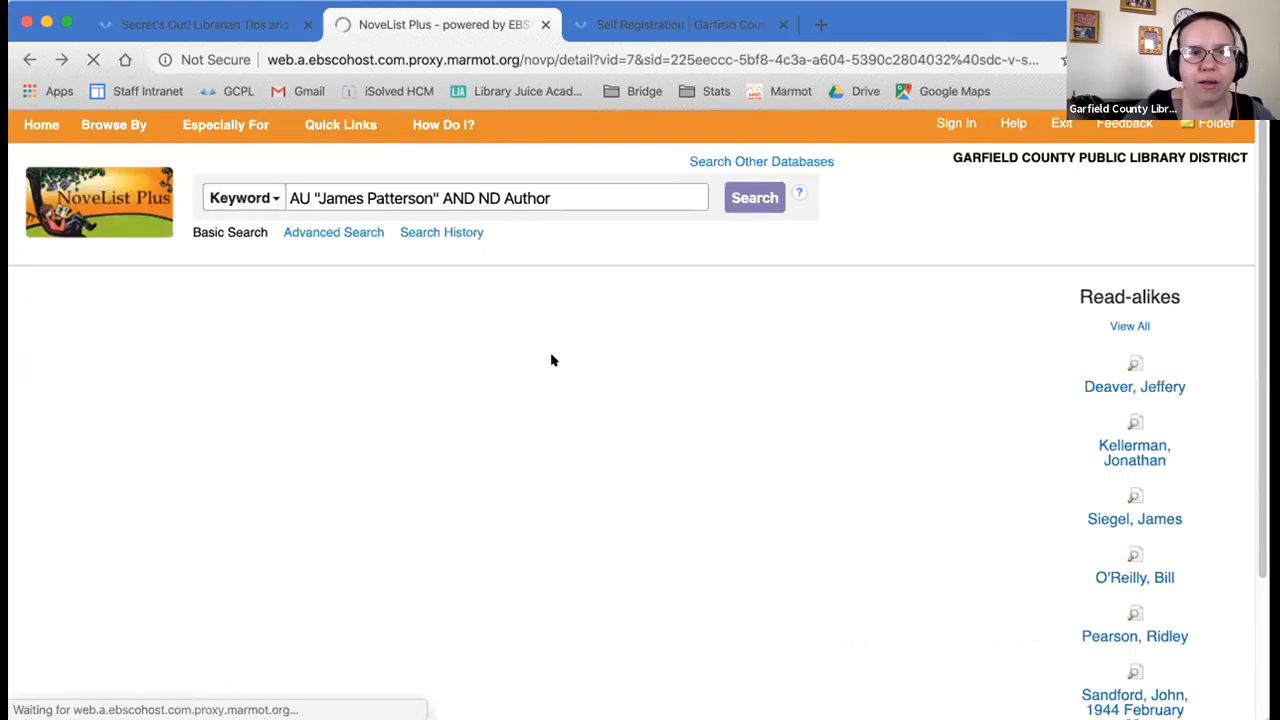 Secret's Out! Librarian Tips and
NoveList Plus - powered by EBS
Self Registration | Garfield Coun
Not Secure
web.a.ebscohost.com.proxy.marmot.org/novp/detail?vid=7&sid=225eeccc-5bf8-4c3a-a604-5390c2804032%40sdc-v-s...
Apps
Staff Intranet
GCPL
Gmail
iSolved HCM
Library Juice Acad...
Bridge
Stats
Marmot
Drive
Google Maps
Garfield County Libr...
Home
Browse By
Especially For
Quick Links
How Do I?
Sign In
Help
Exit
Feedback
Folder
Search Other Databases
GARFIELD COUNTY PUBLIC LIBRARY DISTRICT
NoveList Plus
Keyword
AU "James Patterson" AND ND Author
Search
?
Basic Search
Advanced Search
Search History
Read-alikes
View All
Deaver, Jeffery
Kellerman,
Jonathan
Siegel, James
O'Reilly, Bill
Pearson, Ridley
Sandford, John,
1944 February
Waiting for web.a.ebscohost.com.proxy.marmot.org...